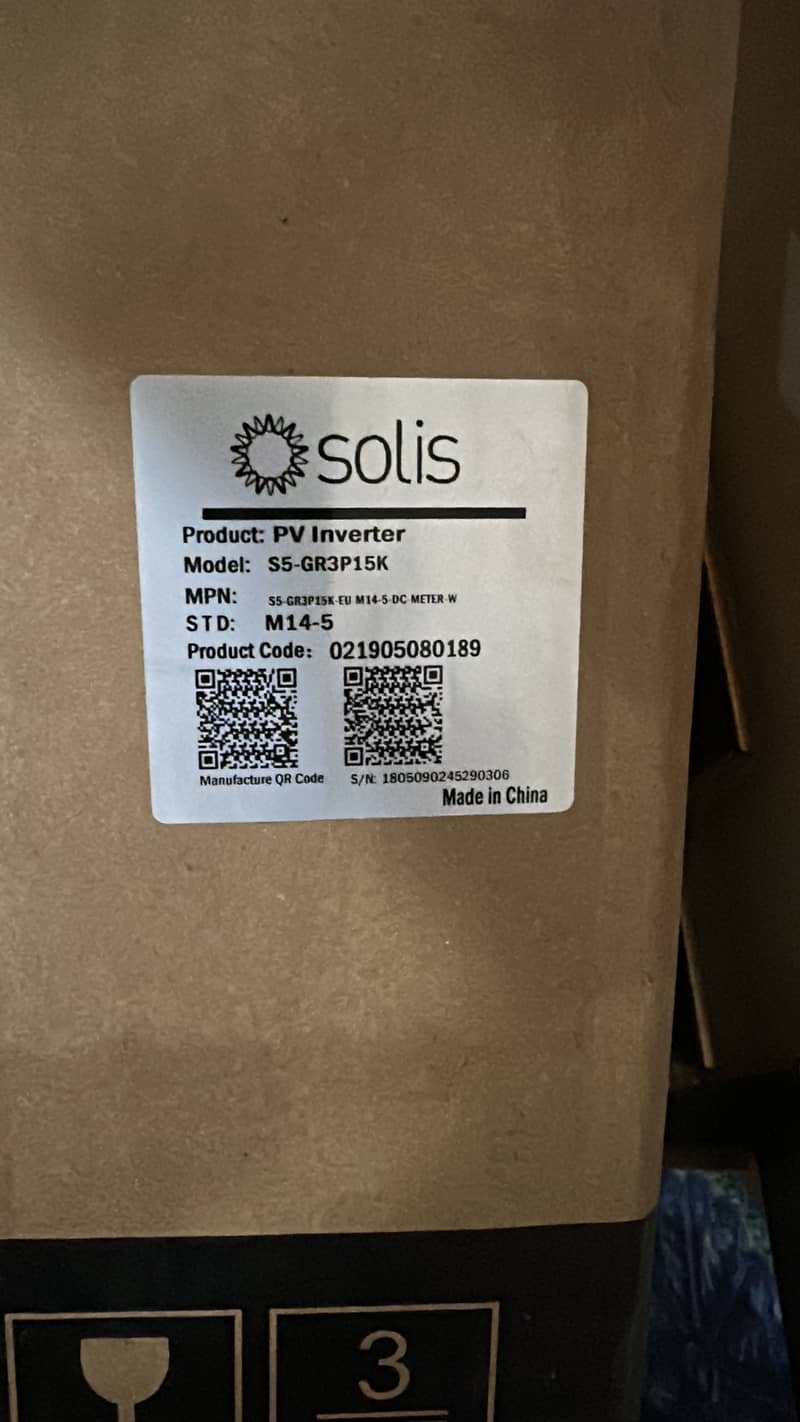 solis
Product: PV Inverter
Model: S5-GR3P15K
MPN: S5-GR3P15K-EU M14-5-DC-METER-W
STD: M14-5
Product Code: 021905080189
Manufacture QR Code S/N: 1805090245290306
Made in China
3